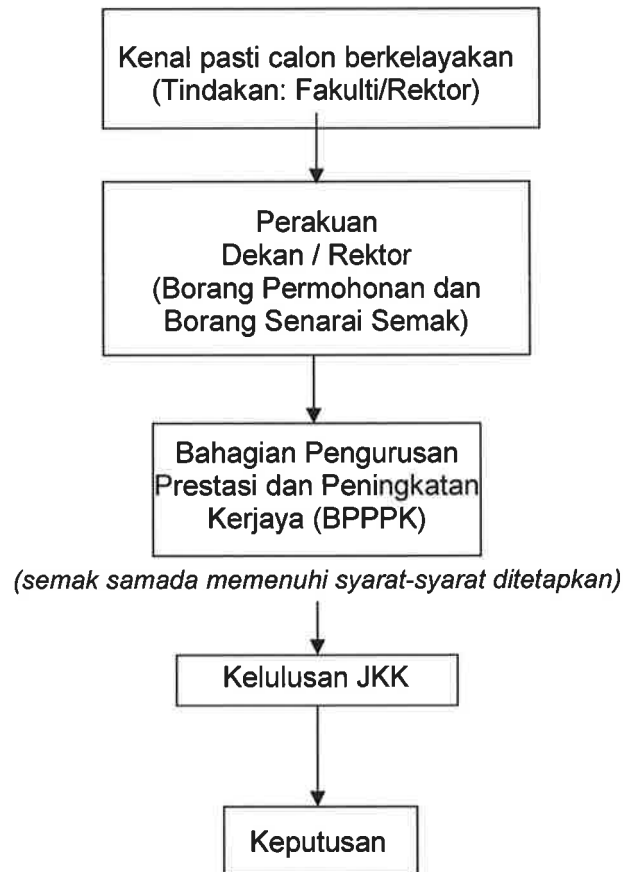 Kenal pasti calon berkelayakan
(Tindakan: Fakulti/Rektor)
Perakuan
Dekan / Rektor
(Borang Permohonan dan
Borang Senarai Semak)
Bahagian Pengurusan
Prestasi dan Peningkatan
Kerjaya (BPPPK)
(semak samada memenuhi syarat-syarat ditetapkan)
Kelulusan JKK
Keputusan